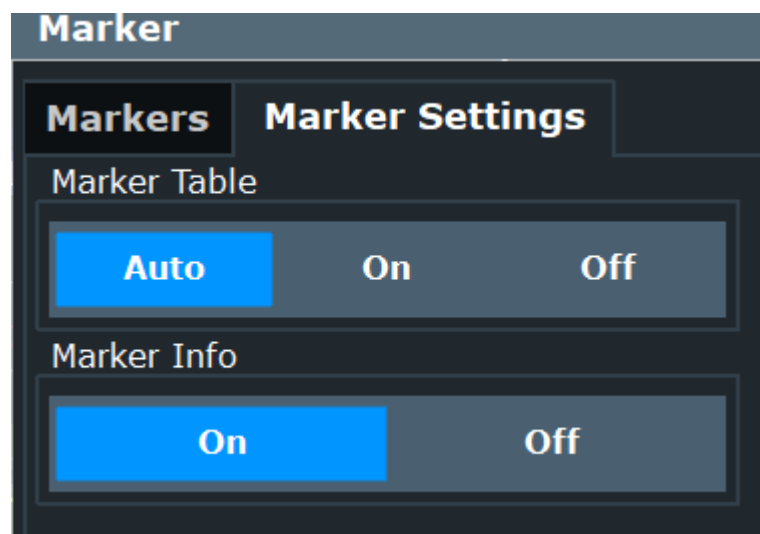 Marker
Markers Marker Settings
Marker Table
Auto On Off
Marker Info
On Off